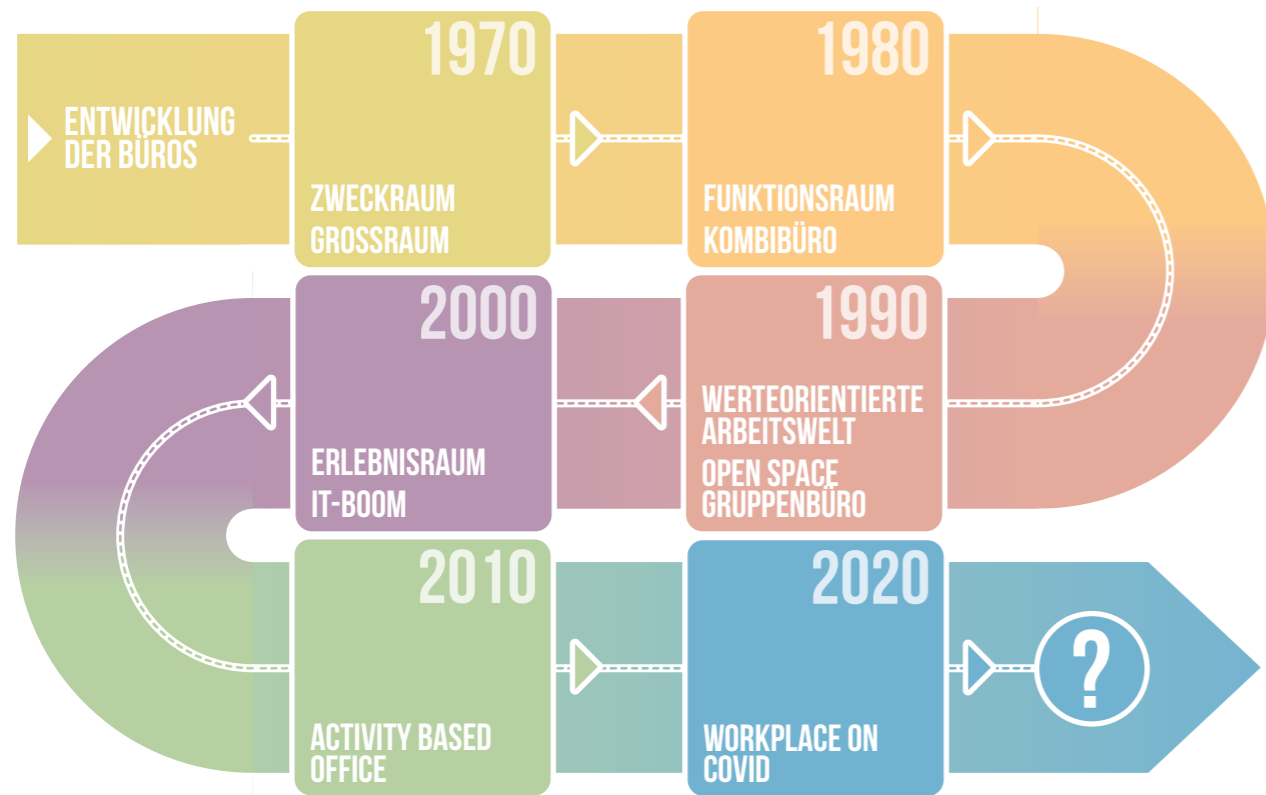 ENTWICKLUNG
DER BÜROS
1970
ZWECKRAUM
GROSSRAUM
1980
FUNKTIONSRAUM
KOMBIBÜRO
1990
WERTEORIENTIERTE
ARBEITSWELT
OPEN SPACE
GRUPPENBÜRO
2000
ERLEBNISRAUM
IT-BOOM
2010
ACTIVITY BASED
OFFICE
2020
WORKPLACE ON
COVID
?